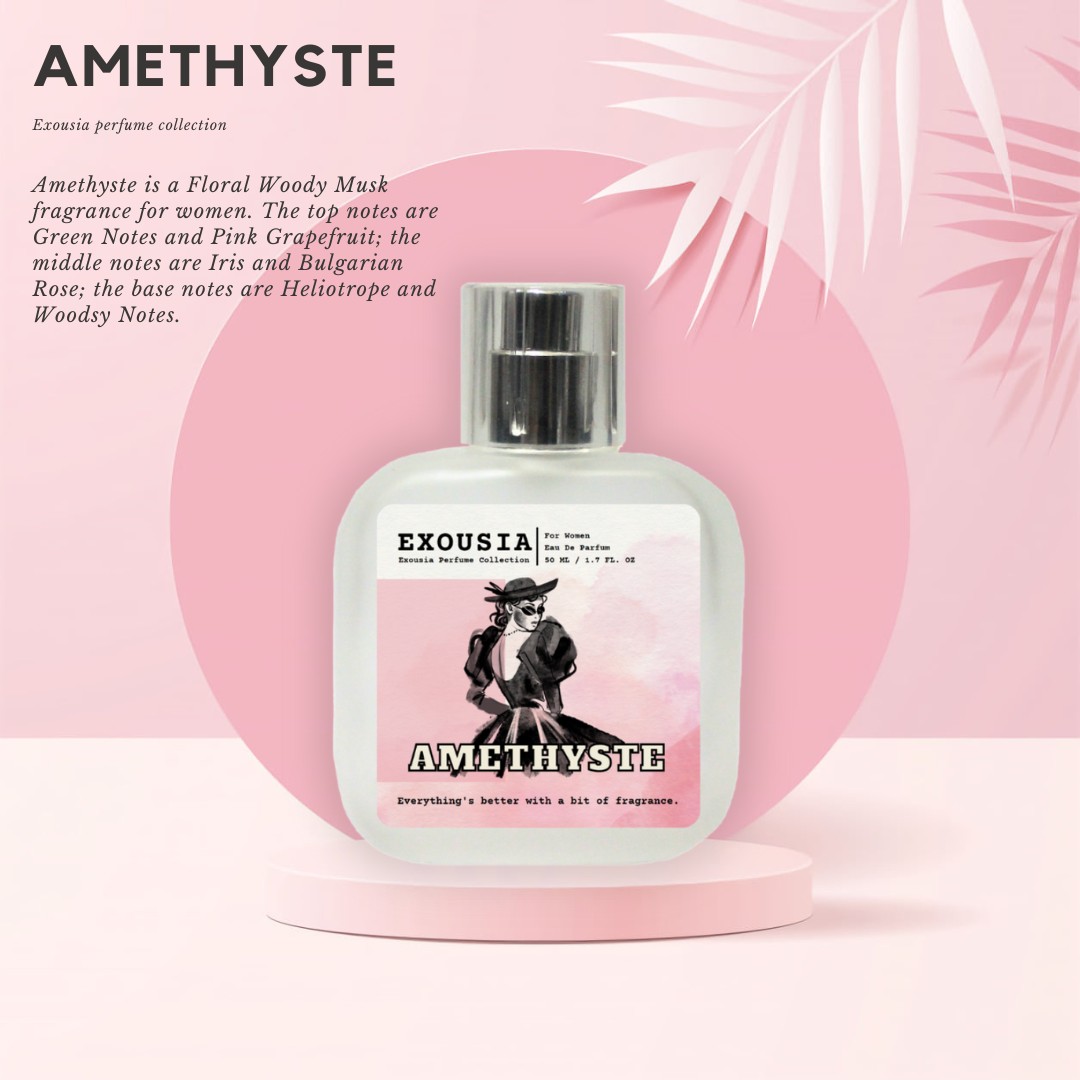 AMETHYSTE
Exousia perfume collection
Amethyste is a Floral Woody Musk
fragrance for women. The top notes are
Green Notes and Pink Grapefruit; the
middle notes are Iris and Bulgarian
Rose; the base notes are Heliotrope and
Woodsy Notes.
EXOUSIA
Exousia Perfume Collection
For Women
Eau De Parfum
50 ML / 1.7 FL. OZ
AMETHYSTE
Everything's better with a bit of fragrance.